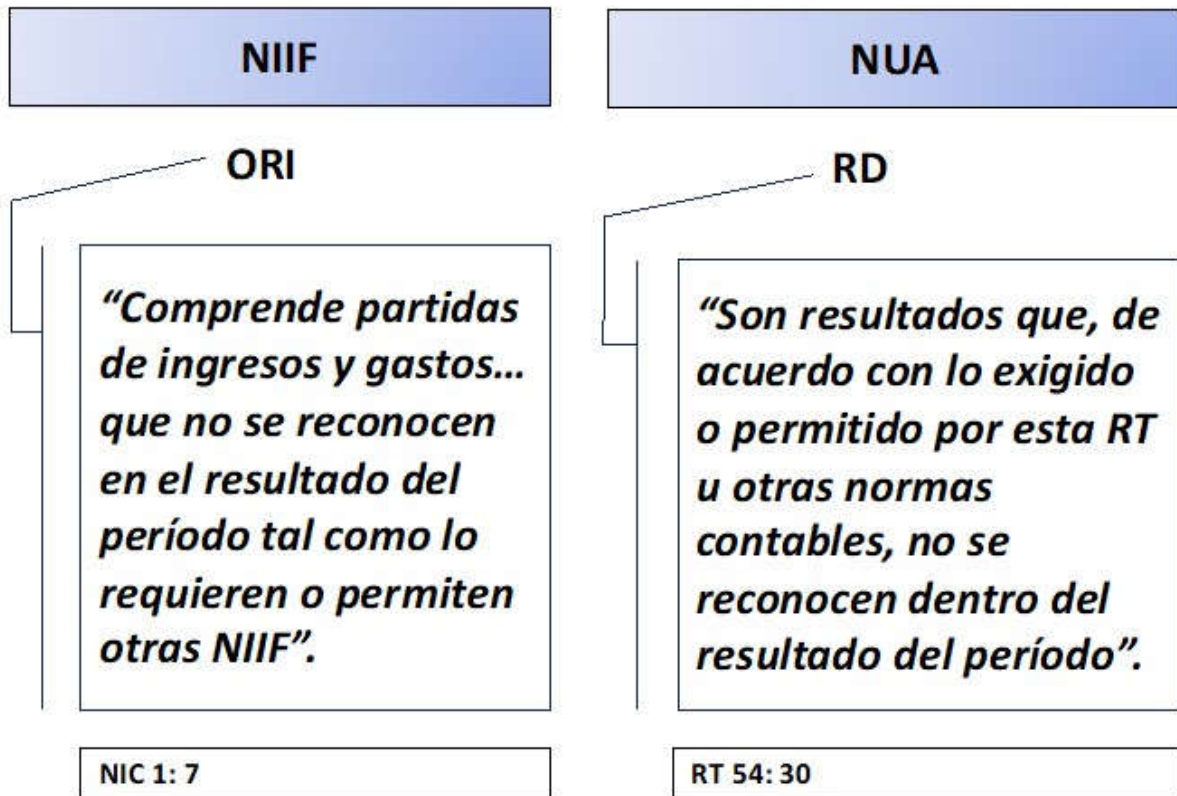 NIIF
ORI
“Comprende partidas
de ingresos y gastos...
que no se reconocen
en el resultado del
período tal como lo
requieren o permiten
otras NIIF”.
NIC 1: 7
NUA
RD
“Son resultados que, de
acuerdo con lo exigido
o permitido por esta RT
u otras normas
contables, no se
reconocen dentro del
resultado del período”.
RT 54: 30